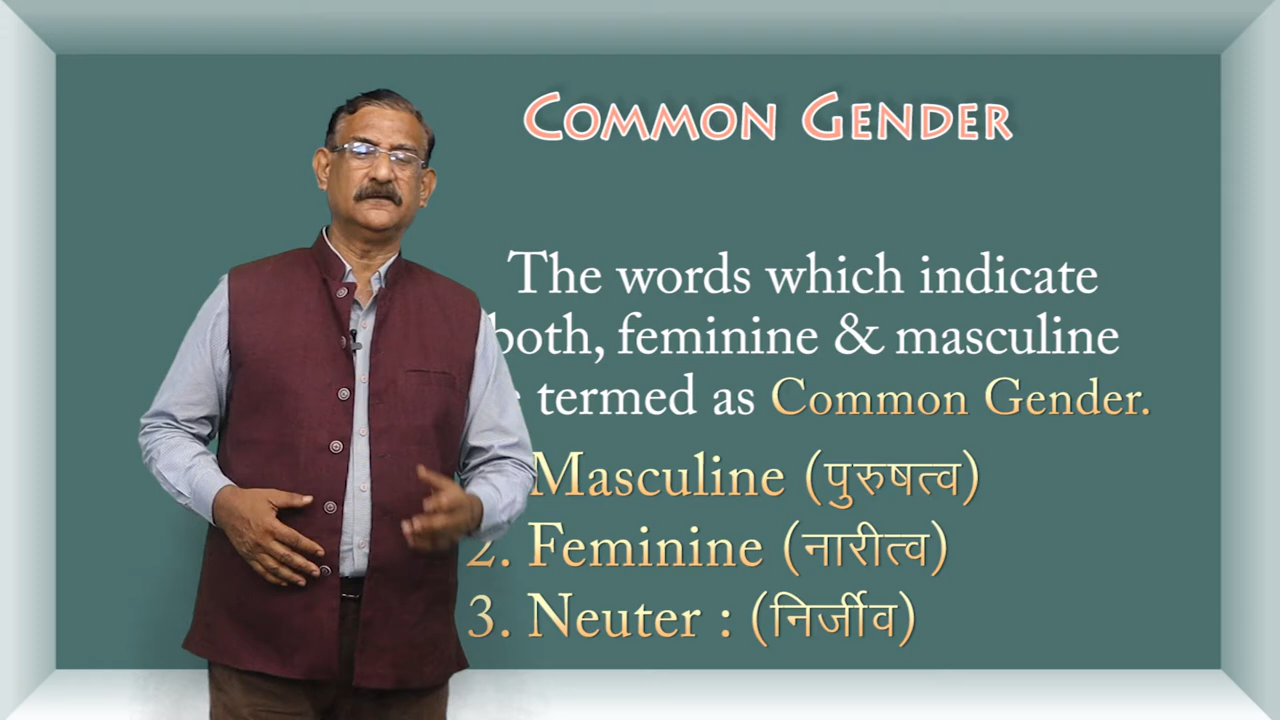 COMMON GENDER
The words which indicate
both, feminine & masculine
termed as Common Gender.
Masculine (पुरुषत्व)
2. Feminine (नारीत्व)
3. Neuter : (निर्जीव)